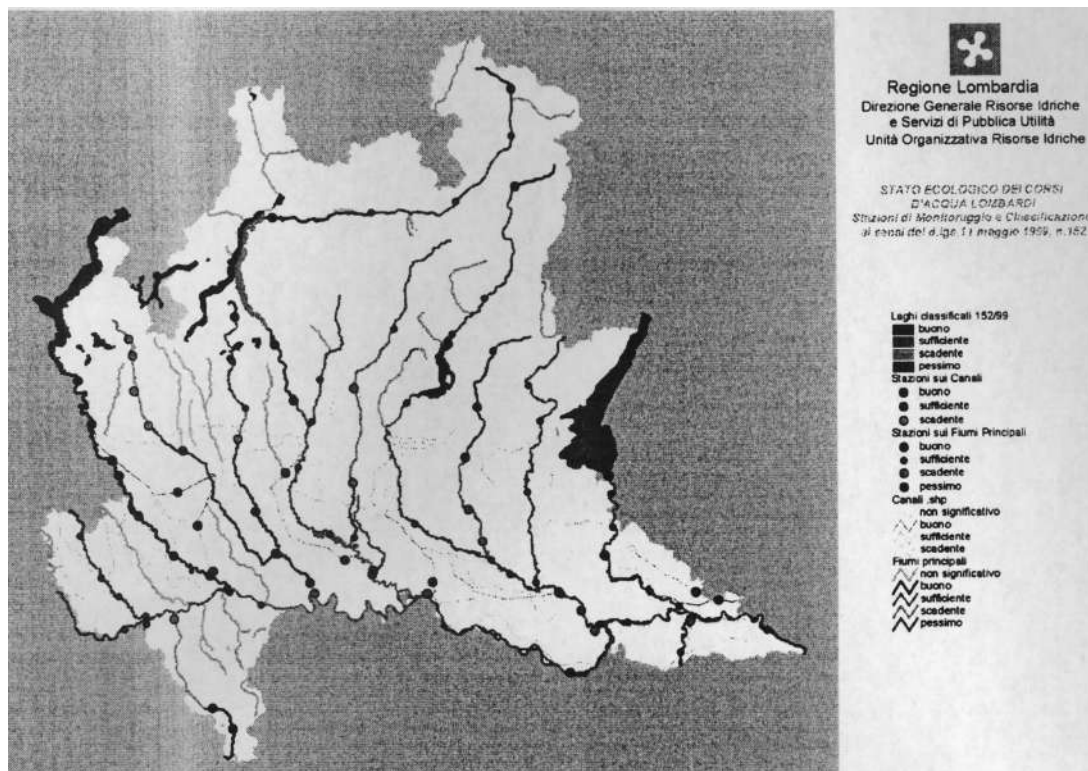 Regione Lombardia
Direzione Generale Risorse Idriche
e Servizi di Pubblica Utilità
Unità Organizzativa Risorse Idriche
STATO ECOLOGICO DEI CORSI
D'ACQUA LOMBARDI
Stazioni di Monitoraggio e Classificazione
ai sensi del d.lgs 11 maggio 1999, n.152
Laghi classificati 152/99
buono
sufficiente
scadente
pessimo
Stazioni sui Canali
buono
sufficiente
scadente
Stazioni sui Fiumi Principali
buono
sufficiente
scadente
pessimo
Canali .shp
non significativo
buono
sufficiente
scadente
Fiumi principali
non significativo
buono
sufficiente
scadente
pessimo